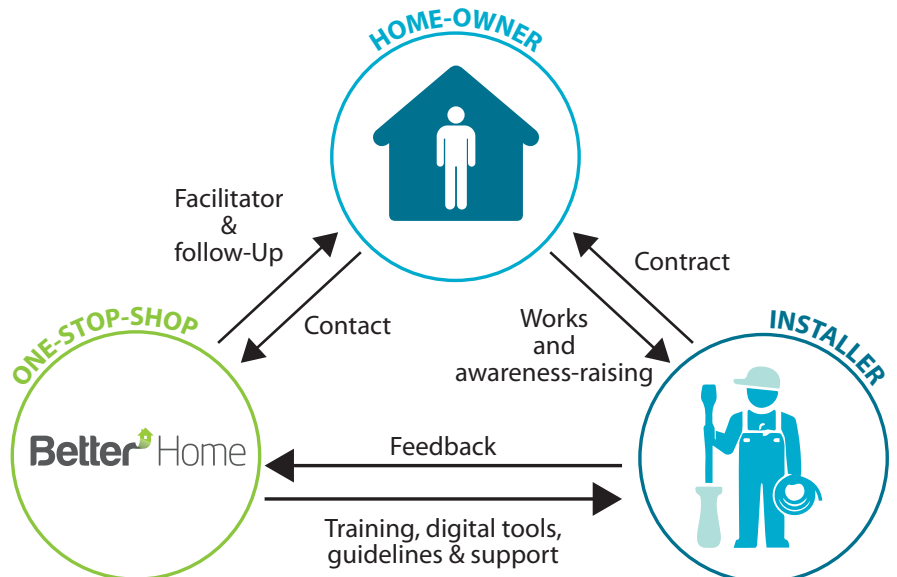 HOME-OWNER
Facilitator
&
follow-Up
Contact
Contract
Works
and
awareness-raising
ONE-STOP-SHOP
Better Home
INSTALLER
Feedback
Training, digital tools,
guidelines & support